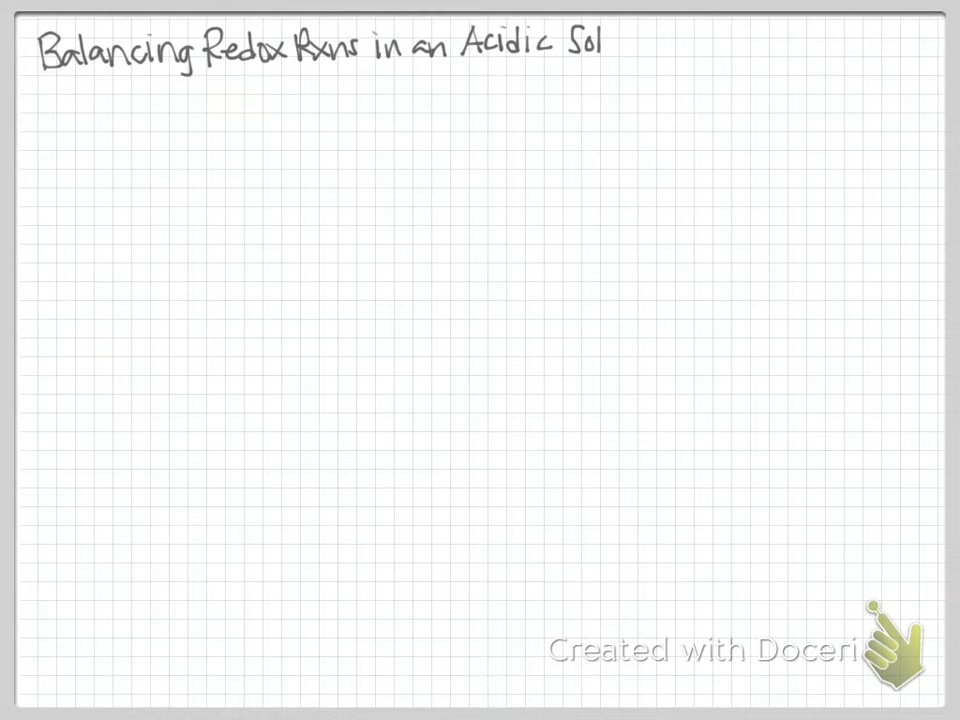 Balancing Redox Rxns in an Acidic Sol
Created with Doceri